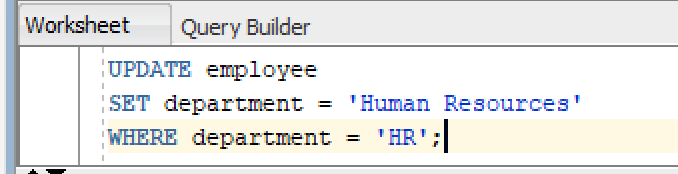 Worksheet Query Builder
UPDATE employee
SET department = 'Human Resources'
WHERE department = 'HR';